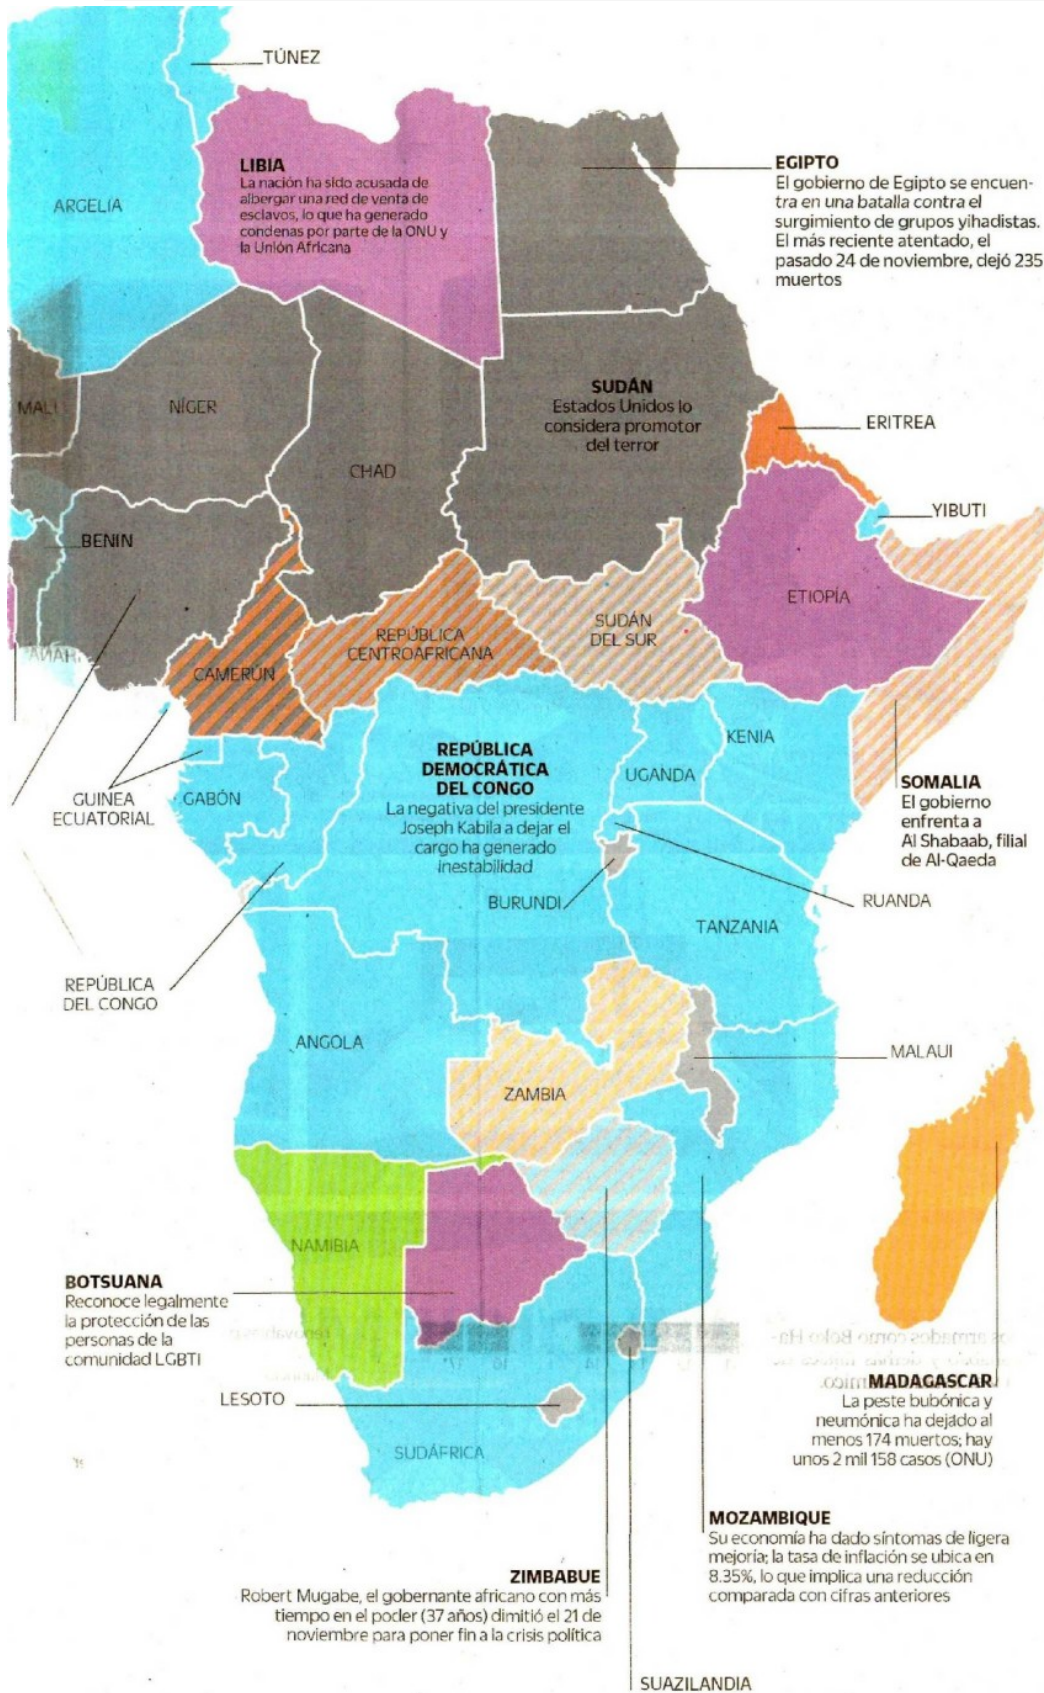 TÚNEZ
LIBIA
La nación ha sido acusada de
albergar una red de venta de
esclavos, lo que ha generado
condenas por parte de la ONU y
la Unión Africana
EGIPTO
El gobierno de Egipto se encuen-
tra en una batalla contra el
surgimiento de grupos yihadistas.
El más reciente atentado, el
pasado 24 de noviembre, dejó 235
muertos
ARGELIA
MALI
NÍGER
CHAD
SUDÁN
Estados Unidos lo
considera promotor
del terror
ERITREA
YIBUTI
BENIN
ETIOPÍA
SUDÁN
DEL SUR
REPÚBLICA
CENTROAFRICANA
CAMERÚN
KENIA
UGANDA
REPÚBLICA
DEMOCRÁTICA
DEL CONGO
La negativa del presidente
Joseph Kabila a dejar el
cargo ha generado
inestabilidad
SOMALIA
El gobierno
enfrenta a
Al Shabaab, filial
de Al-Qaeda
GUINEA
ECUATORIAL
GABÓN
BURUNDI
RUANDA
TANZANIA
REPÚBLICA
DEL CONGO
ANGOLA
MALAUI
ZAMBIA
NAMIBIA
BOTSUANA
Reconoce legalmente
la protección de las
personas de la
comunidad LGBTI
os armados como Boko Ha-
LESOTO
SUDÁFRICA
MADAGASCAR
La peste bubónica y
neumónica ha dejado al
menos 174 muertos; hay
unos 2 mil 158 casos (ONU)
MOZAMBIQUE
Su economía ha dado síntomas de ligera
mejoría; la tasa de inflación se ubica en
8.35%, lo que implica una reducción
comparada con cifras anteriores
ZIMBABUE
Robert Mugabe, el gobernante africano con más
tiempo en el poder (37 años) dimitió el 21 de
noviembre para poner fin a la crisis política
SUAZILANDIA